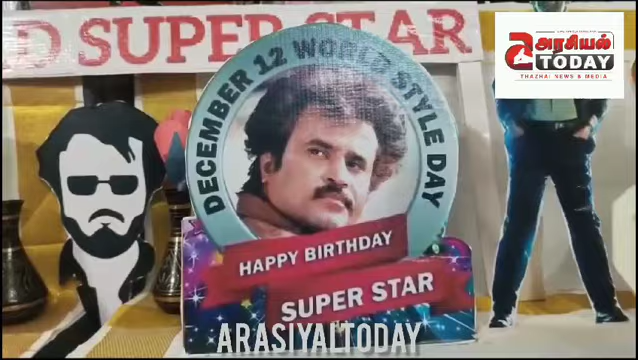 D SUPER STAR
அரசியல்
TODAY
THAZHAI NEWS & MEDIA
DECEMBER 12 WORLD STYLE DAY
HAPPY BIRTHDAY
SUPER STAR
ARASIYALTODAY